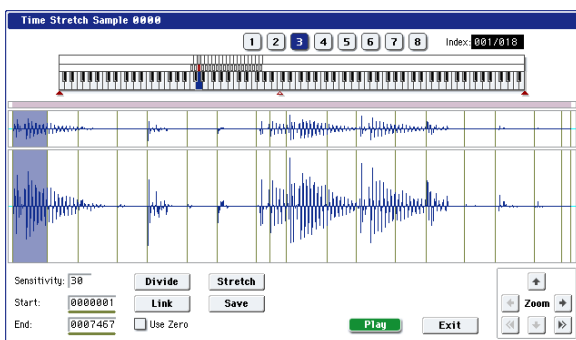 Time Stretch Sample 0000
1 2 3 4 5 6 7 8 Index: 001/018
Sensitivity: 30 Divide Stretch
Start: 0000001 Link Save
End: 0007467 Use Zero Play Exit
Zoom